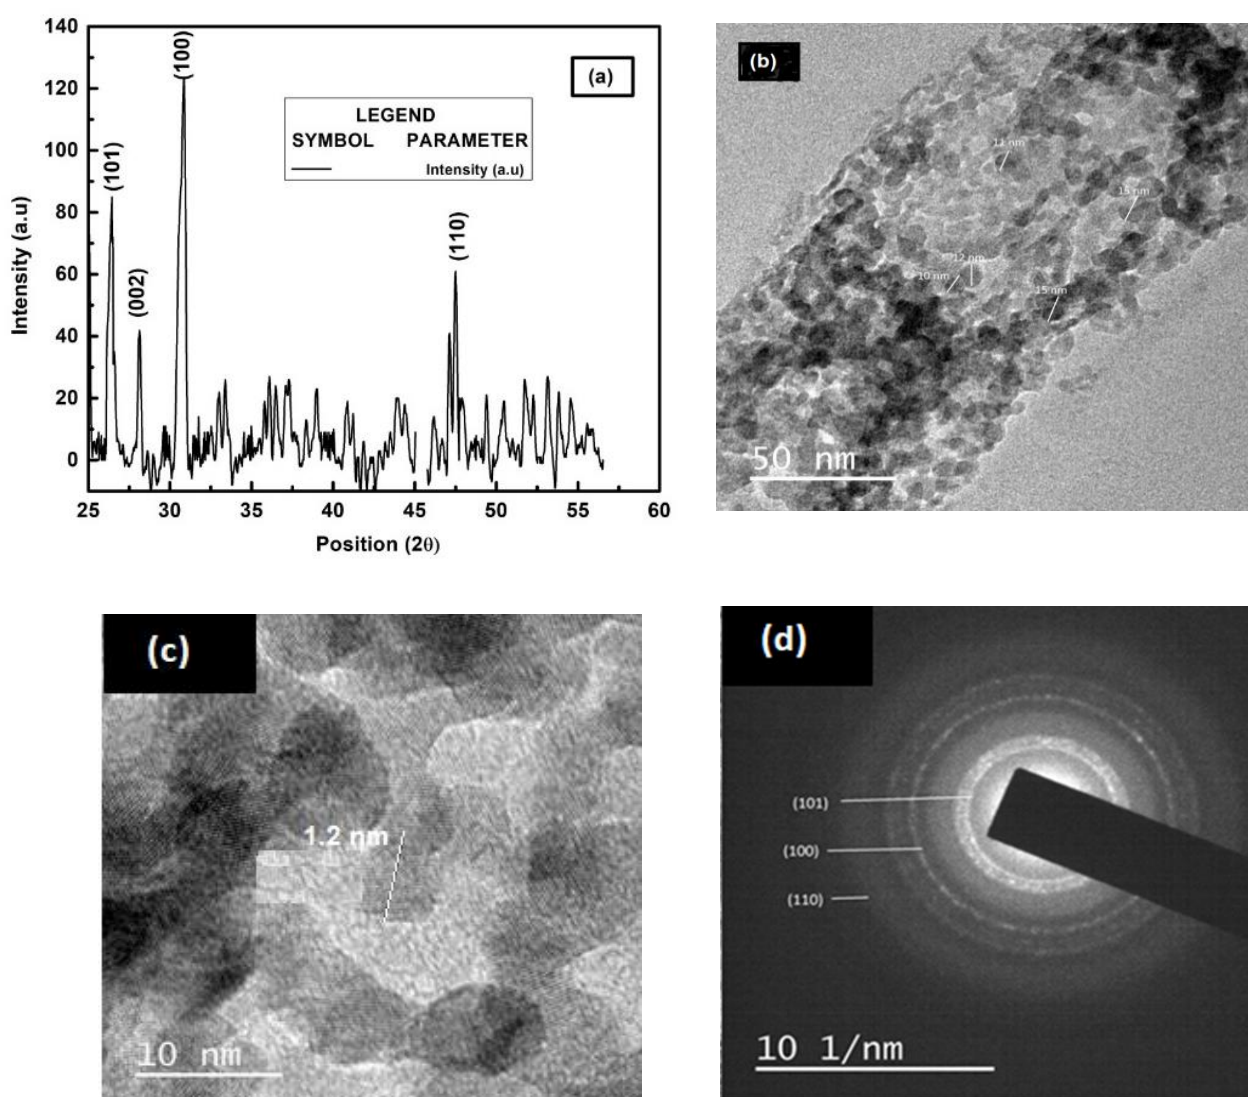 140
120
100
80
60
40
20
0
Intensity (a.u)
25 30 35 40 45 50 55 60
Position (2θ)
(101)
(002)
(100)
(110)
(a)
LEGEND
SYMBOL PARAMETER
Intensity (a.u)
(b)
11 nm
15 nm
12 nm
10 nm
15 nm
50 nm
(c)
1.2 nm
10 nm
(d)
(101)
(100)
(110)
10 1/nm